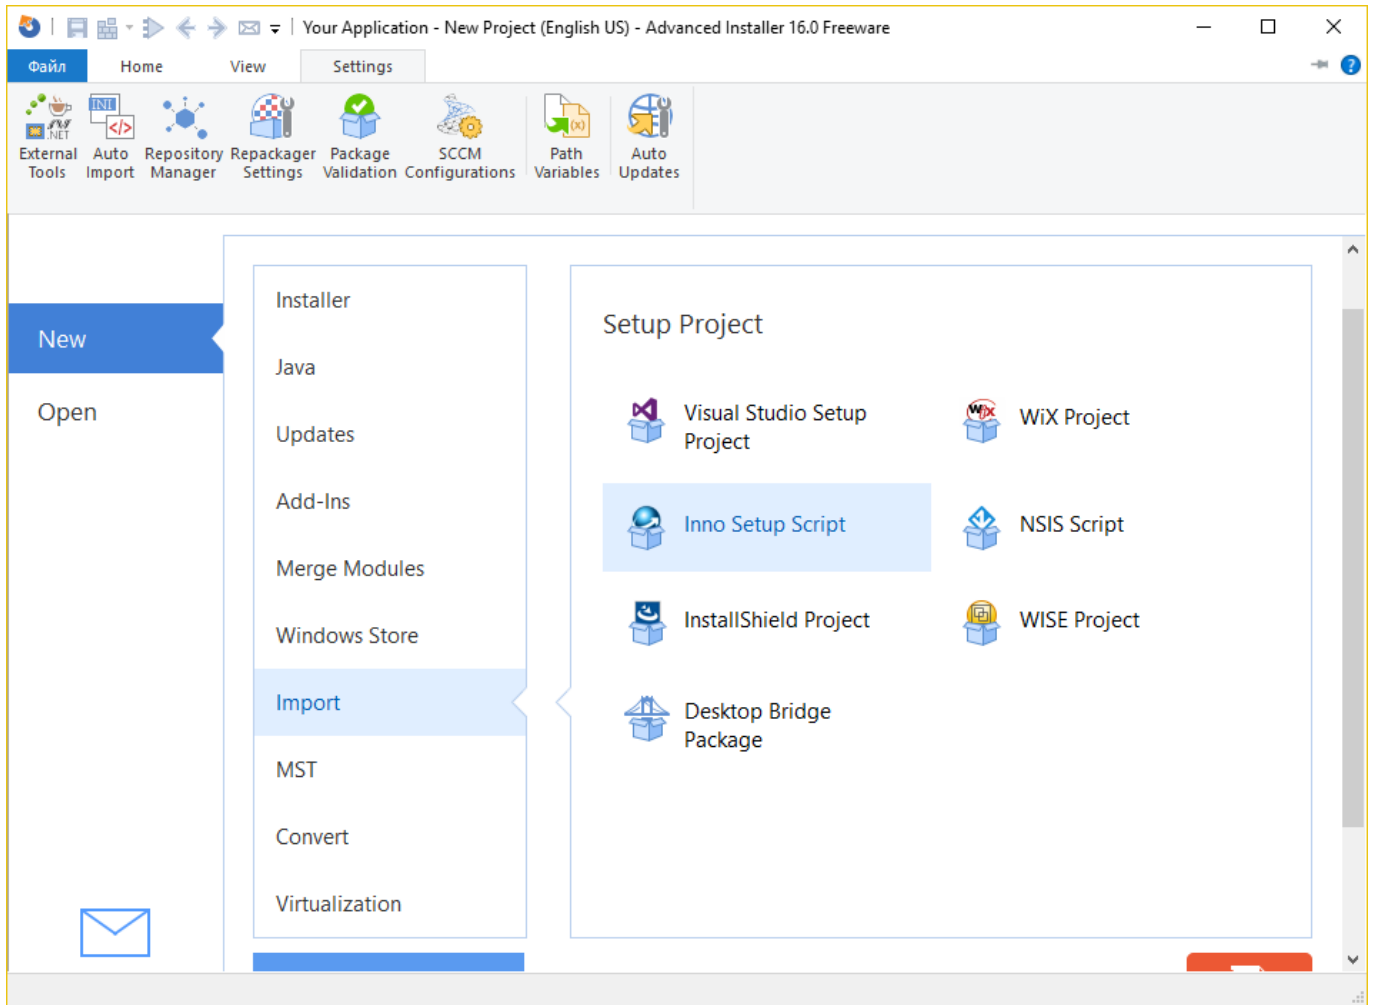 Your Application - New Project (English US) - Advanced Installer 16.0 Freeware
Файл Home View Settings
?
INI </> .NET (x)
External Auto Repository Repackager Package SCCM Path Auto
Tools Import Manager Settings Validation Configurations Variables Updates
New
Open
Installer
Java
Updates
Add-Ins
Merge Modules
Windows Store
Import
MST
Convert
Virtualization
Setup Project
Visual Studio Setup
Project
WiX
WiX Project
Inno Setup Script
NSIS Script
InstallShield Project
WISE Project
Desktop Bridge
Package